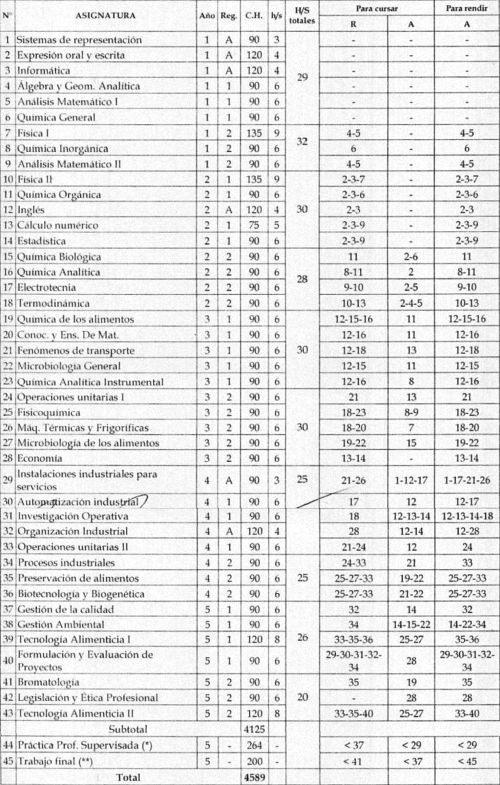 Nº ASIGNATURA Año Reg. C.H. h/s H/S totales Para cursar Para rendir
R A A
1 Sistemas de representación 1 A 90 3 29 - - -
2 Expresión oral y escrita 1 A 120 4 - - -
3 Informática 1 A 120 4 - - -
4 Álgebra y Geom. Analítica 1 1 90 6 - - -
5 Análisis Matemático I 1 1 90 6 - - -
6 Química General 1 1 90 6 - - -
7 Física I 1 2 135 9 32 4-5 - 4-5
8 Química Inorgánica 1 2 90 6 6 - 6
9 Análisis Matemático II 1 2 90 6 4-5 - 4-5
10 Física II 2 1 135 9 30 2-3-7 - 2-3-7
11 Química Orgánica 2 1 90 6 2-3-6 - 2-3-6
12 Inglés 2 A 120 4 2-3 - 2-3
13 Cálculo numérico 2 1 75 5 2-3-9 - 2-3-9
14 Estadística 2 1 90 6 2-3-9 - 2-3-9
15 Química Biológica 2 2 90 6 28 11 2-6 11
16 Química Analítica 2 2 90 6 8-11 2 8-11
17 Electrotecnia 2 2 90 6 9-10 2-5 9-10
18 Termodinámica 2 2 90 6 10-13 2-4-5 10-13
19 Química de los alimentos 3 1 90 6 30 12-15-16 11 12-15-16
20 Conoc. y Ens. De Mat. 3 1 90 6 12-16 11 12-16
21 Fenómenos de transporte 3 1 90 6 12-18 13 12-18
22 Microbiología General 3 1 90 6 12-15 11 12-15
23 Química Analítica Instrumental 3 1 90 6 12-16 8 12-16
24 Operaciones unitarias I 3 2 90 6 30 21 13 21
25 Fisicoquímica 3 2 90 6 18-23 8-9 18-23
26 Máq. Térmicas y Frigoríficas 3 2 90 6 18-20 7 18-20
27 Microbiología de los alimentos 3 2 90 6 19-22 15 19-22
28 Economía 3 2 90 6 13-14 - 13-14
29 Instalaciones industriales para servicios 4 A 90 3 25 21-26 1-12-17 1-17-21-26
30 Automatización industrial 4 1 90 6 17 12 12-17
31 Investigación Operativa 4 1 90 6 18 12-13-14 12-13-14-18
32 Organización Industrial 4 A 120 4 28 12-14 12-28
33 Operaciones unitarias II 4 1 90 6 21-24 12 24
34 Procesos industriales 4 2 90 6 25 24-33 21 33
35 Preservación de alimentos 4 2 90 6 25-27-33 19-22 25-27-33
36 Biotecnología y Biogenética 4 2 90 6 25-27-33 21-22 25-27-33
37 Gestión de la calidad 5 1 90 6 26 32 14 32
38 Gestión Ambiental 5 1 90 6 34 14-15-22 14-22-34
39 Tecnología Alimenticia I 5 1 120 8 33-35-36 25-27 35-36
40 Formulación y Evaluación de Proyectos 5 1 90 6 29-30-31-32-34 28 29-30-31-32-34
41 Bromatología 5 2 90 6 20 35 19 35
42 Legislación y Ética Profesional 5 2 90 6 - 28 28
43 Tecnología Alimenticia II 5 2 120 8 33-35-40 25-27 33-40
Subtotal 4125
44 Práctica Prof. Supervisada (*) 5 - 264 - < 37 < 29 < 29
45 Trabajo final (**) 5 - 200 - < 41 < 37 < 45
Total 4589